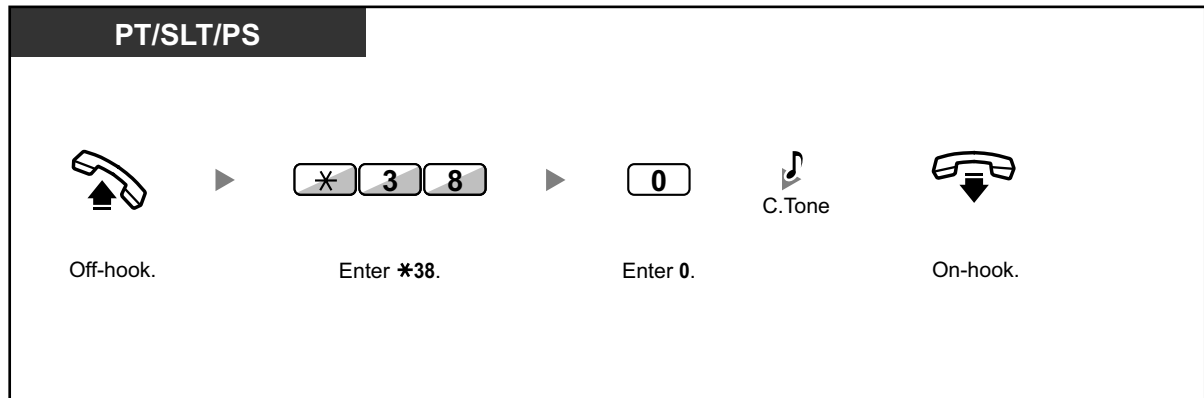 PT/SLT/PS
* 3 8
0
C.Tone
Off-hook.
Enter *38.
Enter 0.
On-hook.